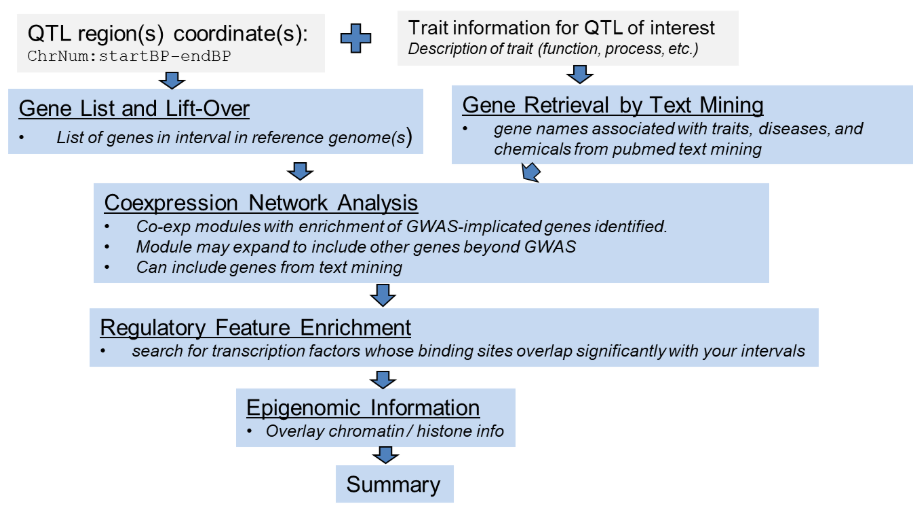 QTL region(s) coordinate(s):
ChrNum:startBP-endBP
Trait information for QTL of interest
Description of trait (function, process, etc.)
Gene List and Lift-Over
• List of genes in interval in reference genome(s)
Gene Retrieval by Text Mining
• gene names associated with traits, diseases, and
chemicals from pubmed text mining
Coexpression Network Analysis
• Co-exp modules with enrichment of GWAS-implicated genes identified.
• Module may expand to include other genes beyond GWAS
• Can include genes from text mining
Regulatory Feature Enrichment
• search for transcription factors whose binding sites overlap significantly with your intervals
Epigenomic Information
• Overlay chromatin / histone info
Summary